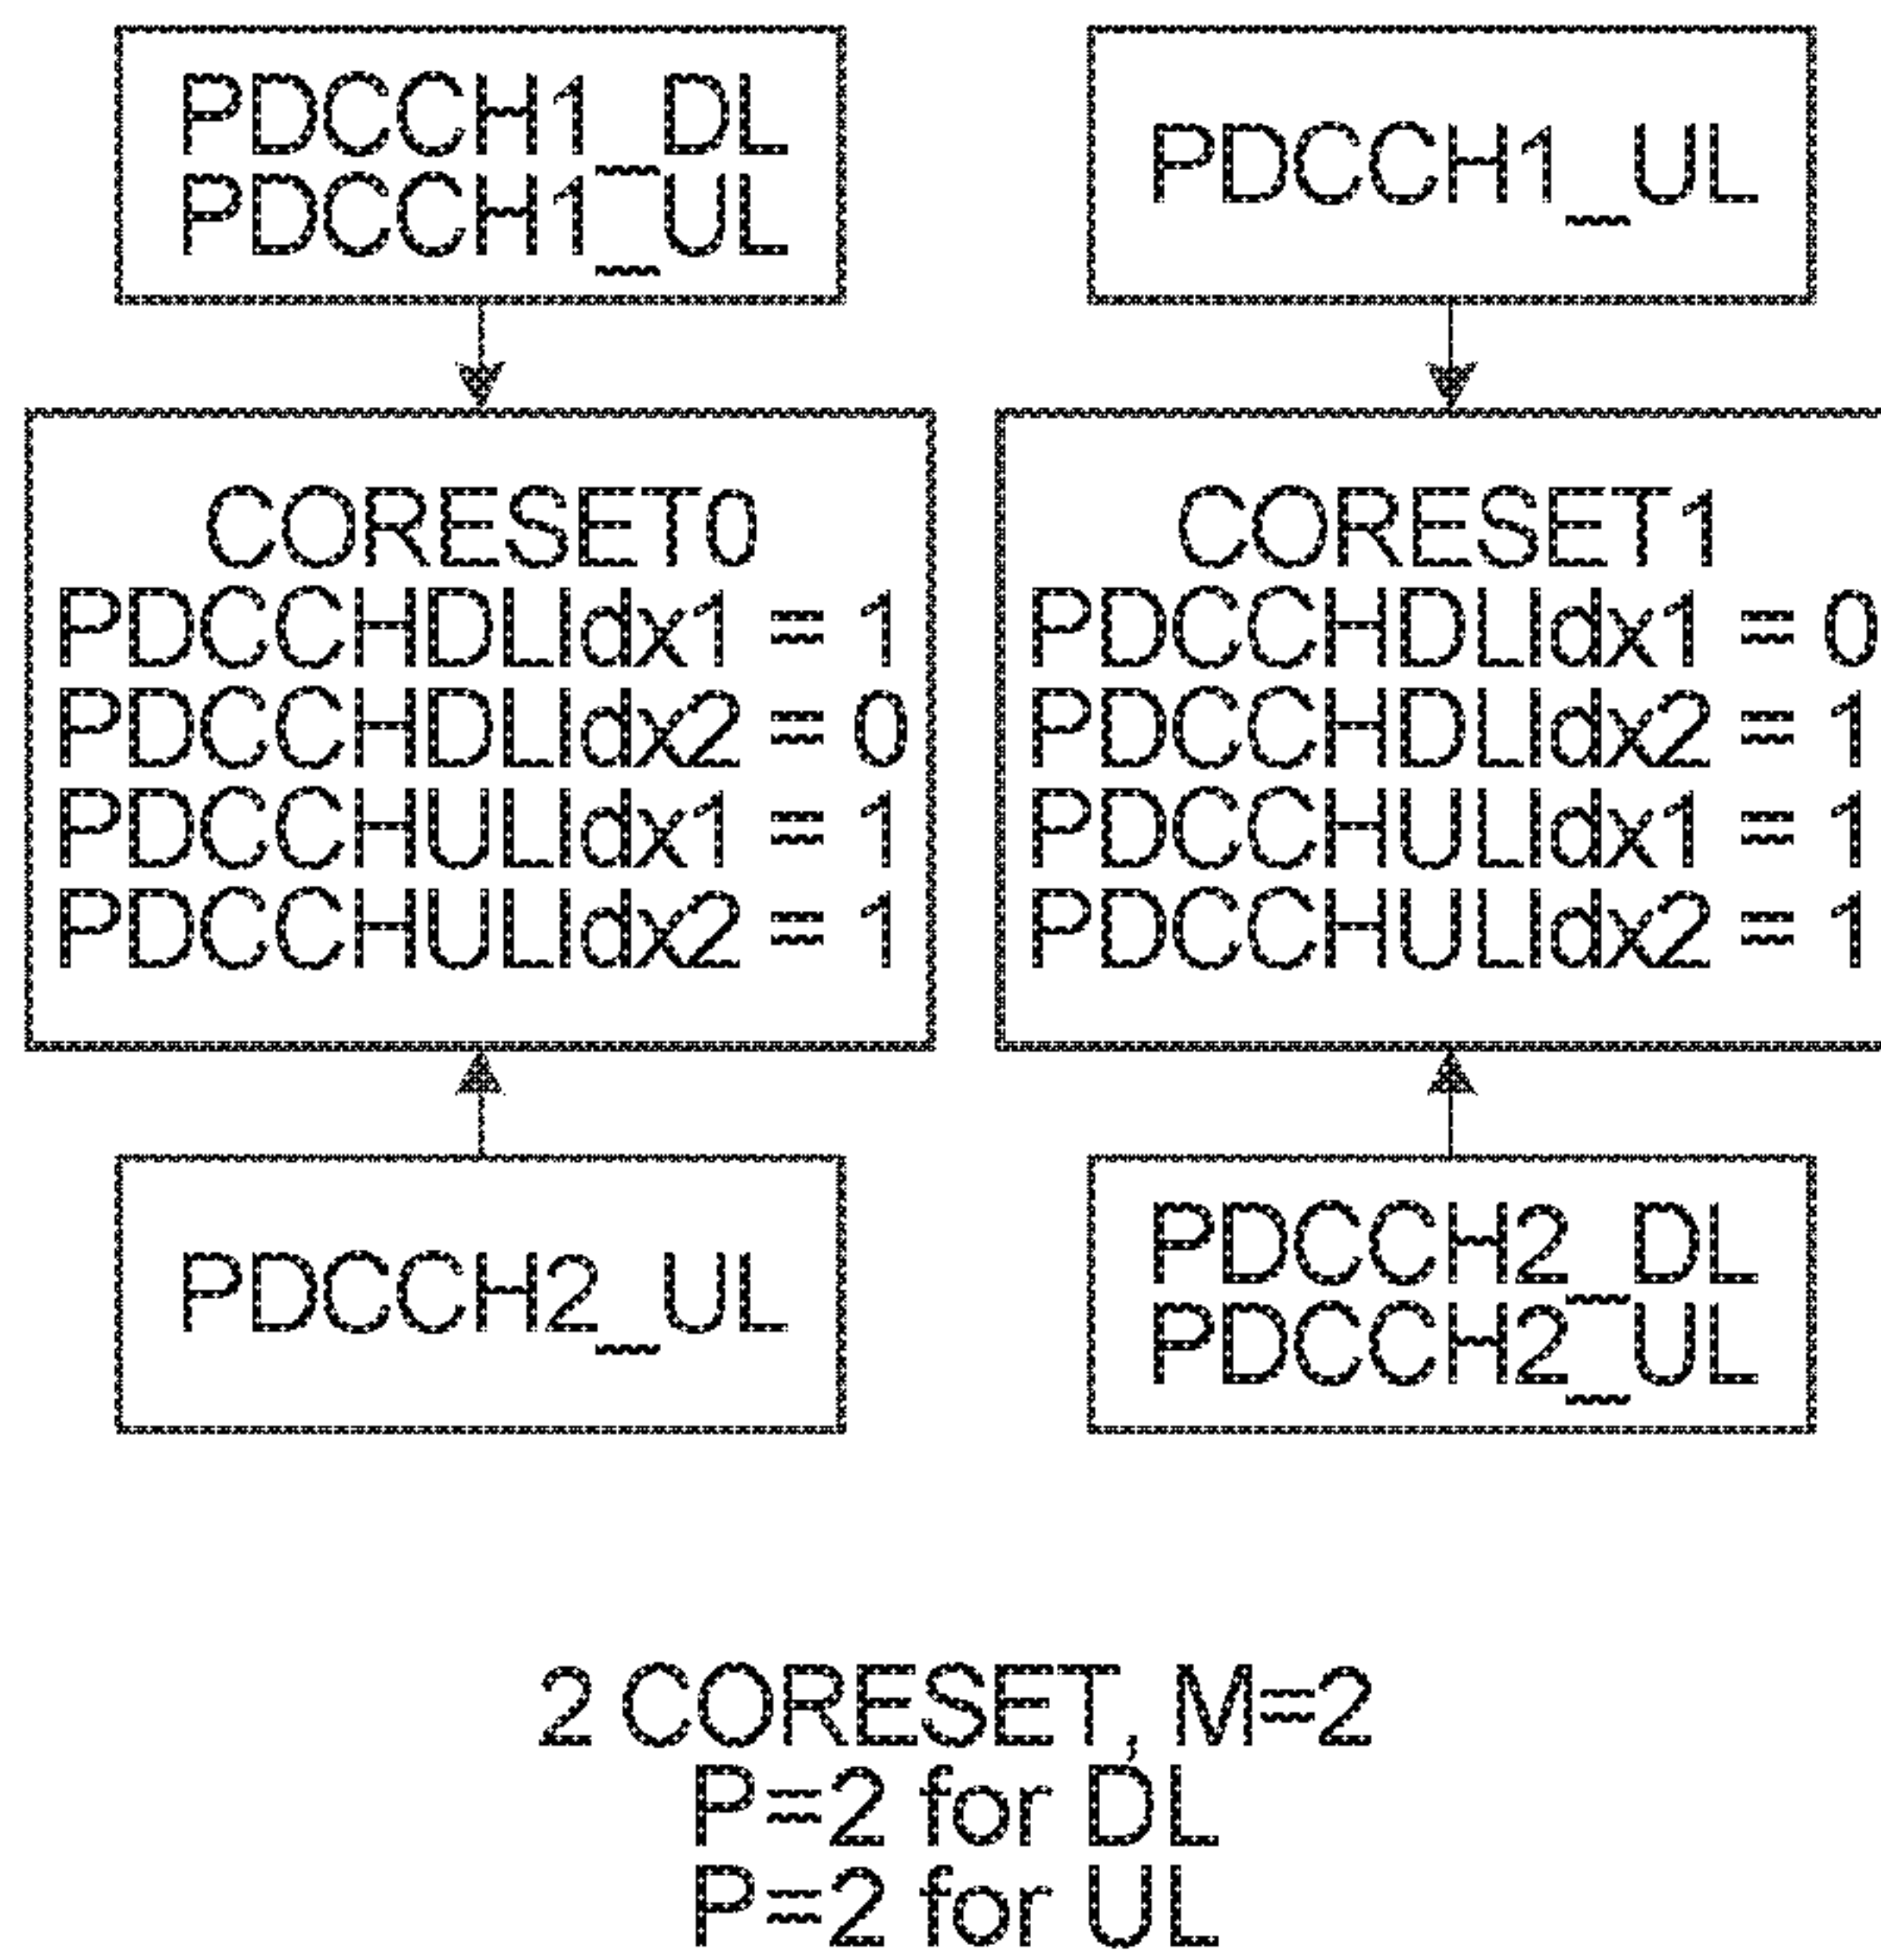 PDCCH1_DL
PDCCH1_UL
PDCCH1_UL
CORESET0
PDCCHDLIdx1 = 1
PDCCHDLIdx2 = 0
PDCCHULIdx1 = 1
PDCCHULIdx2 = 1
CORESET1
PDCCHDLIdx1 = 0
PDCCHDLIdx2 = 1
PDCCHULIdx1 = 1
PDCCHULIdx2 = 1
PDCCH2_UL
PDCCH2_DL
PDCCH2_UL
2 CORESET, M=2
P=2 for DL
P=2 for UL